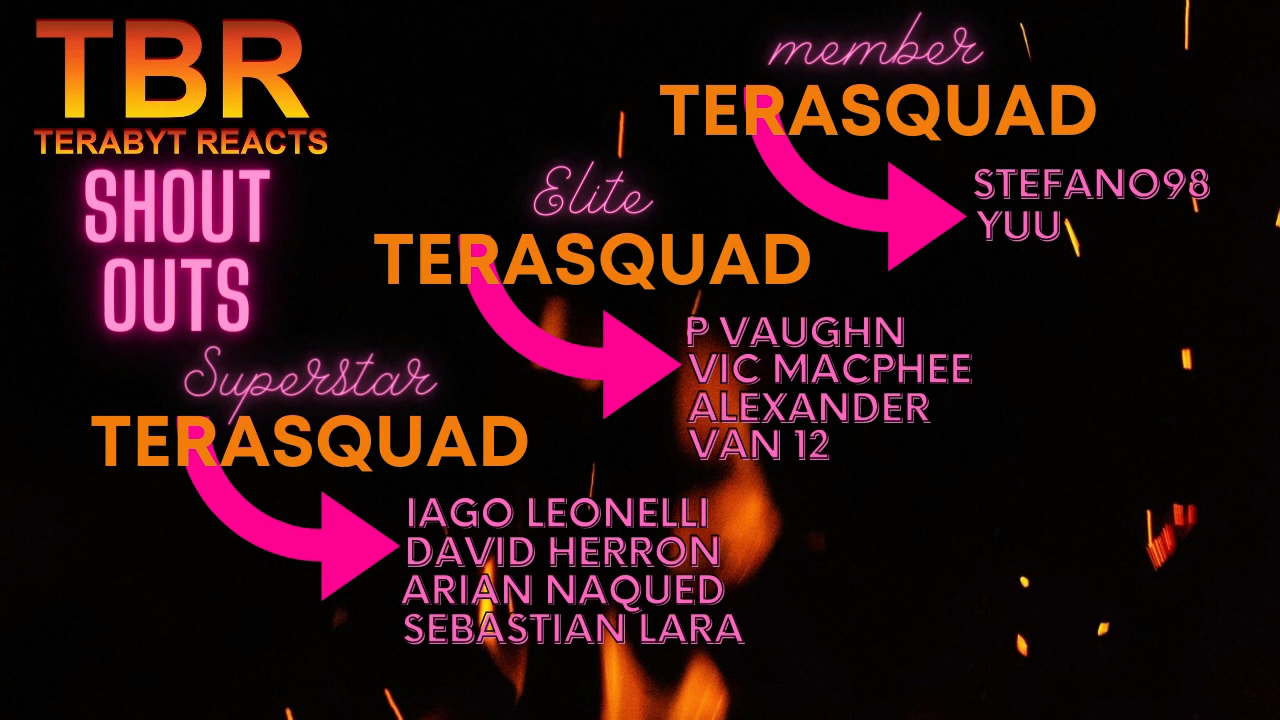 TBR
TERABYT REACTS
SHOUT
OUTS
member
TERASQUAD
STEFANO98
YUU
Elite
TERASQUAD
P VAUGHN
VIC MACPHEE
ALEXANDER
VAN 12
Superstar
TERASQUAD
IAGO LEONELLI
DAVID HERRON
ARIAN NAQUED
SEBASTIAN LARA